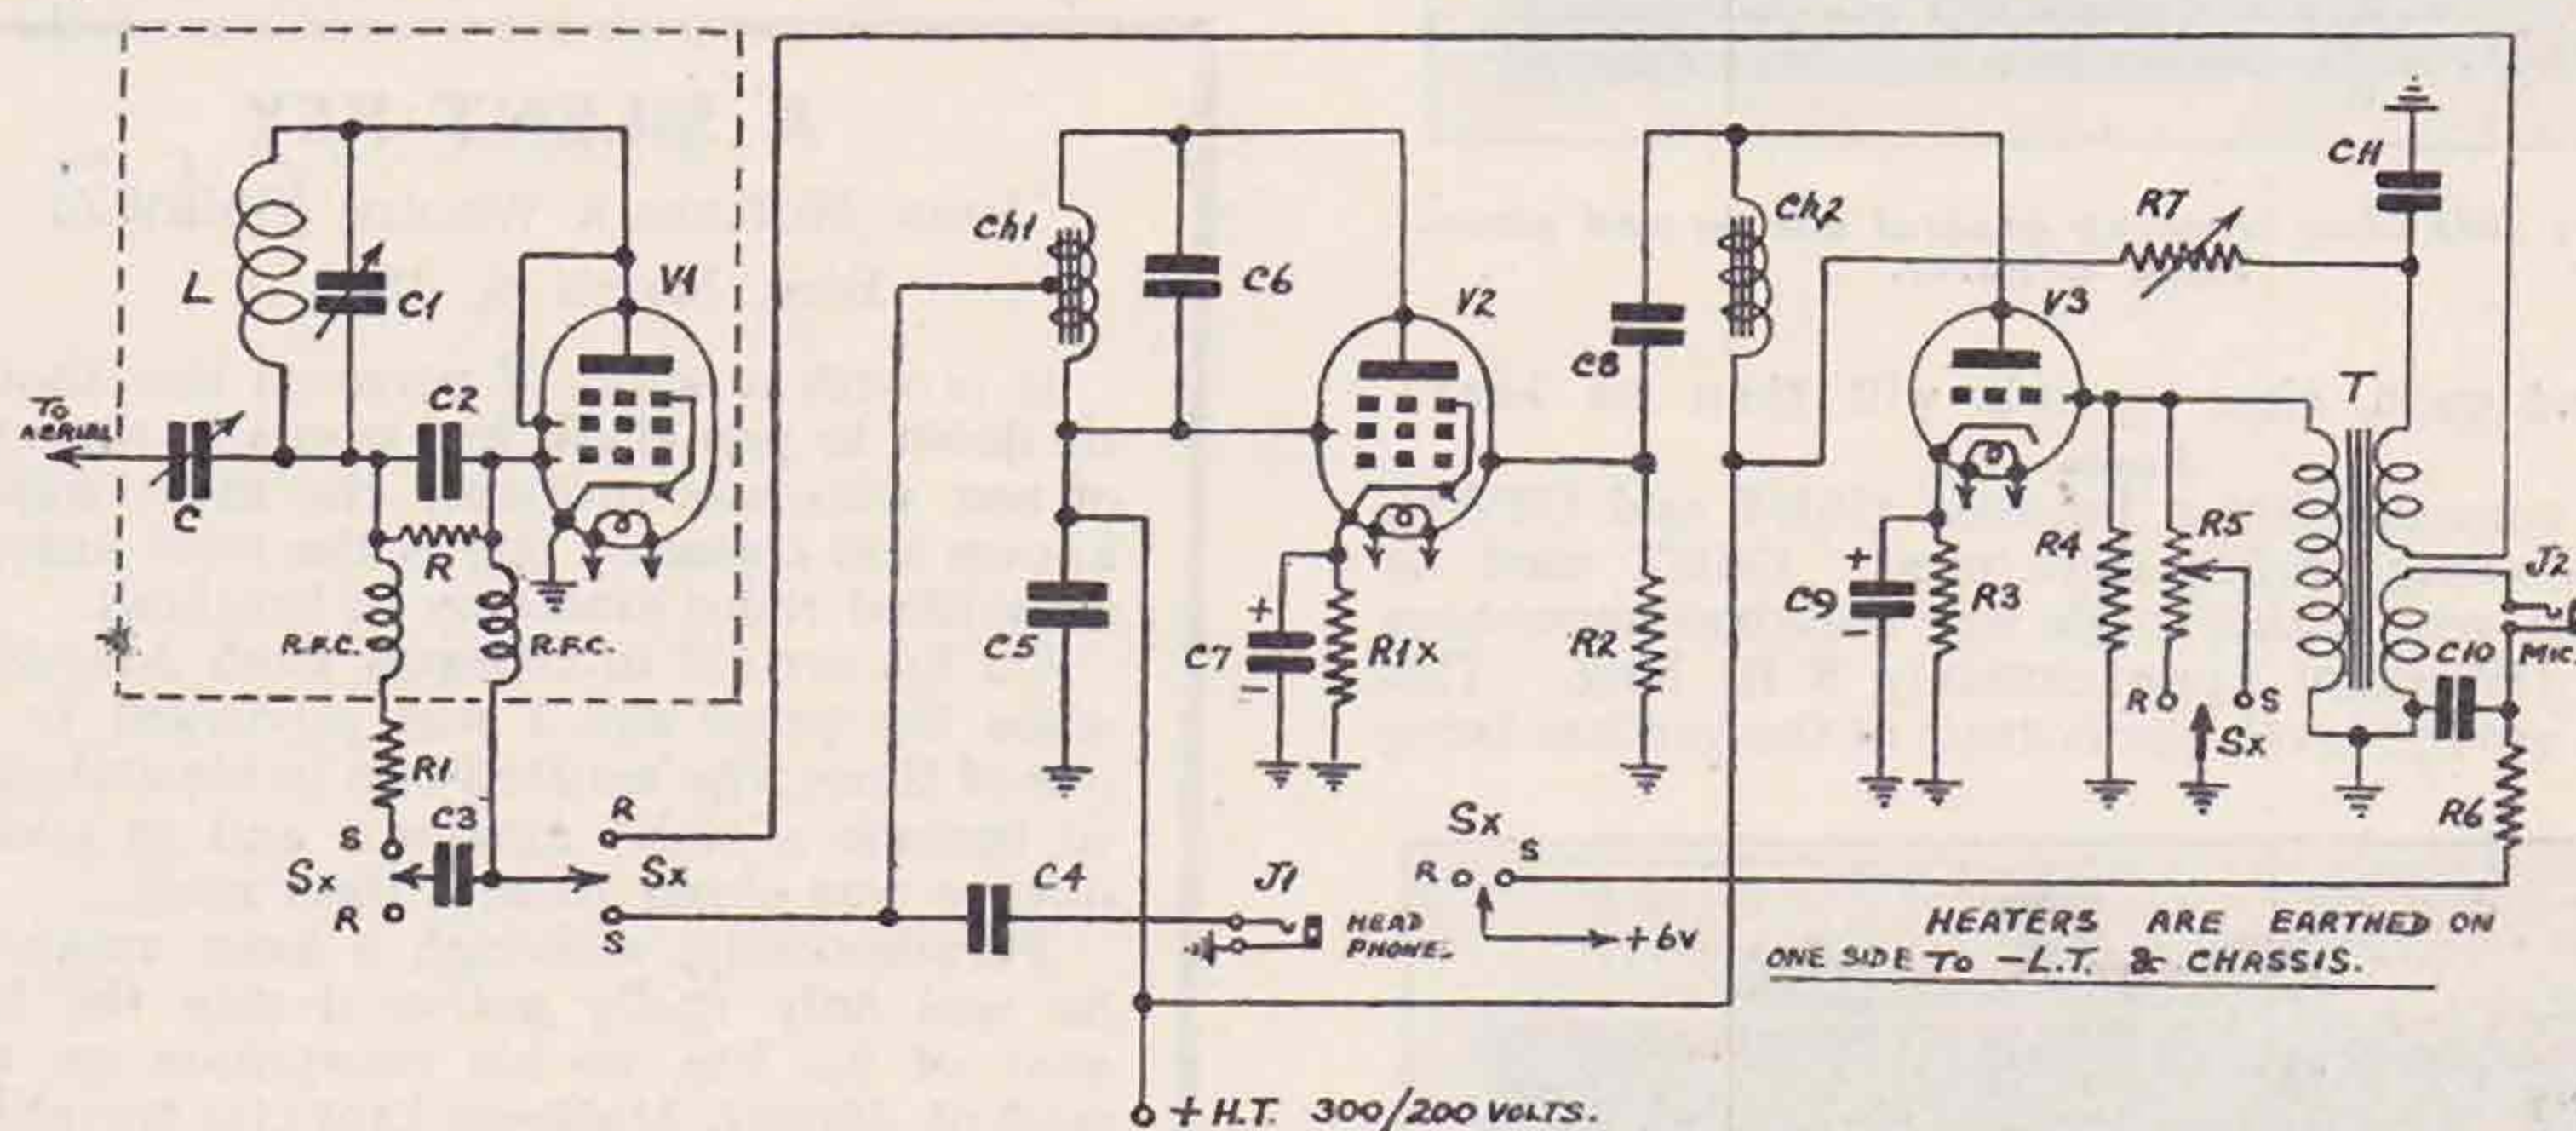 L
C1
V1
C2
TO
AERIAL
C
R
R.F.C.
R.F.C.
R1
S
Sx
R
C3
R
Sx
S
Ch1
C6
V2
C5
C7
+
-
R1X
C4
J1
HEAD
PHONE.
C8
R2
Ch2
V3
R7
C11
C9
+
-
R3
R4
R5
R
S
Sx
T
J2
MIC
C10
R6
Sx
R
S
+6V
HEATERS ARE EARTHED ON
ONE SIDE TO -L.T. & CHASSIS.
+ H.T. 300/200 VOLTS.